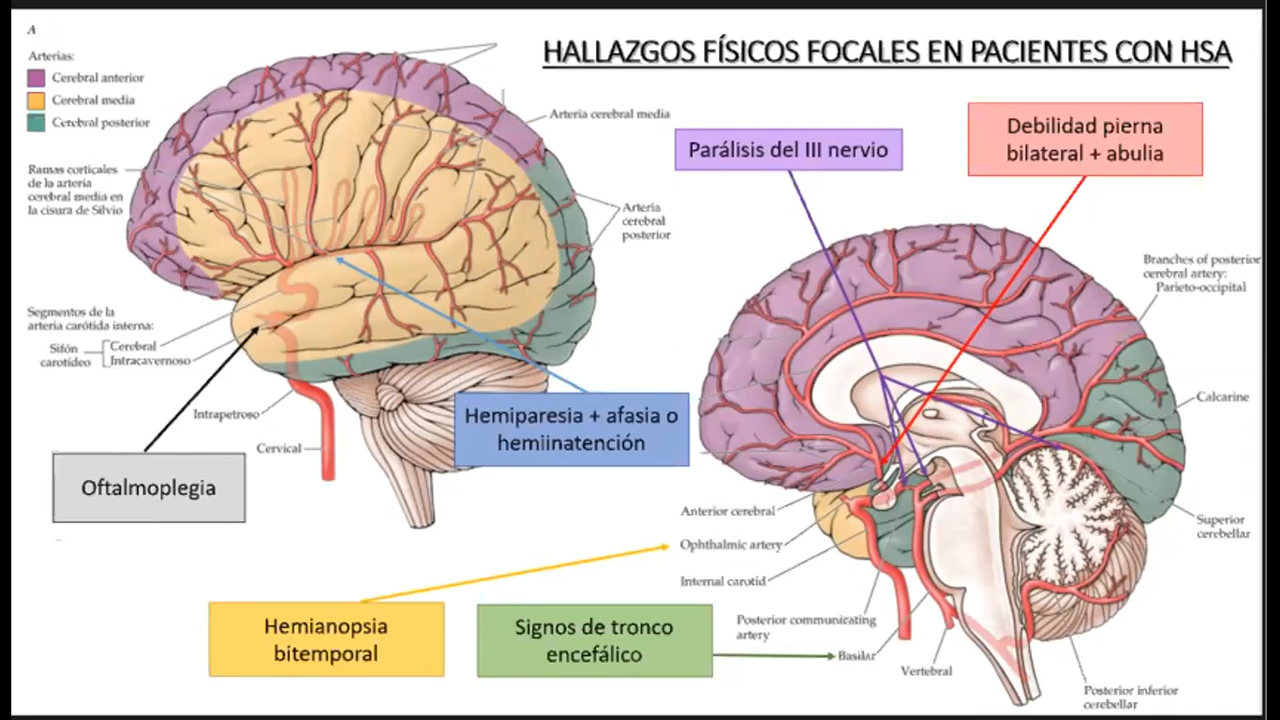 A
HALLAZGOS FÍSICOS FOCALES EN PACIENTES CON HSA
Arterias:
Cerebral anterior
Cerebral media
Cerebral posterior
Arteria cerebral media
Ramas corticales
de la arteria
cerebral media en
la cisura de Silvio
Arteria
cerebral
posterior
Segmentos de la
arteria carótida interna:
Sifón
carotídeo
Cerebral
Intracavernoso
Intrapetroso
Cervical
Oftalmoplegia
Hemiparesia + afasia o
hemiinatención
Parálisis del III nervio
Debilidad pierna
bilateral + abulia
Branches of posterior
cerebral artery:
Parieto-occipital
Calcarine
Superior
cerebellar
Anterior cerebral
Ophthalmic artery
Internal carotid
Posterior communicating
artery
Basilar
Vertebral
Posterior inferior
cerebellar
Hemianopsia
bitemporal
Signos de tronco
encefálico